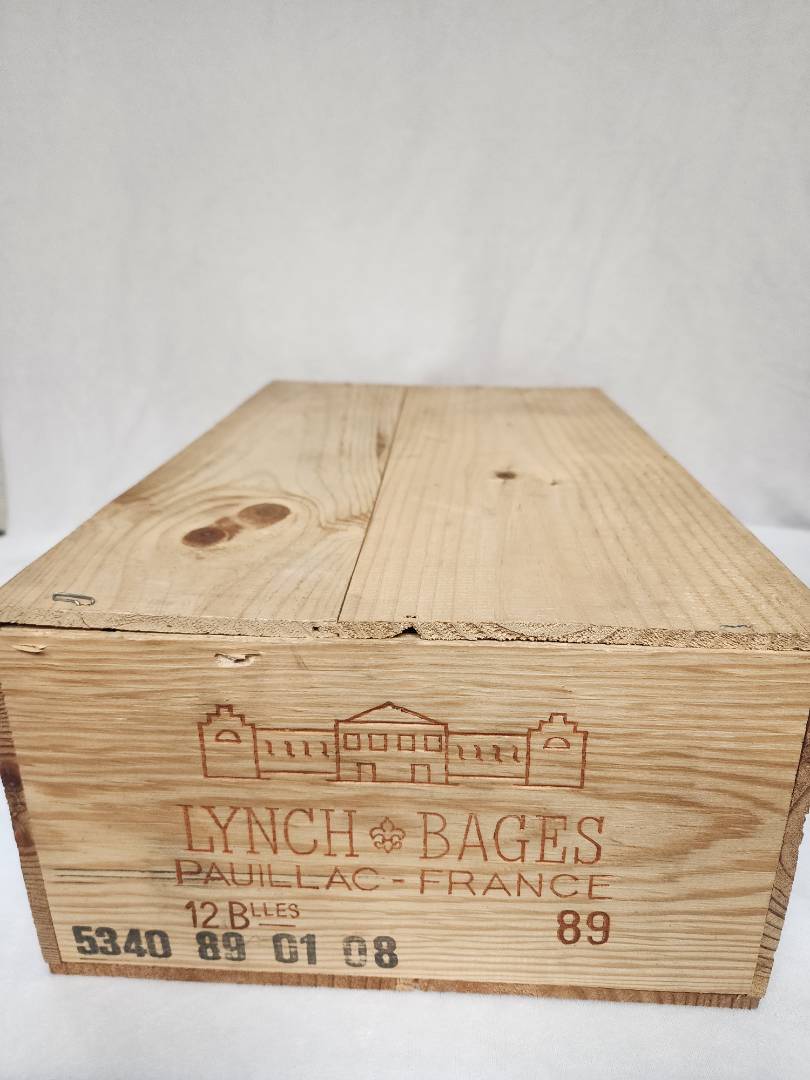 LYNCH BAGES
PAUILLAC - FRANCE
12 BLLES 89
5340 89 01 08